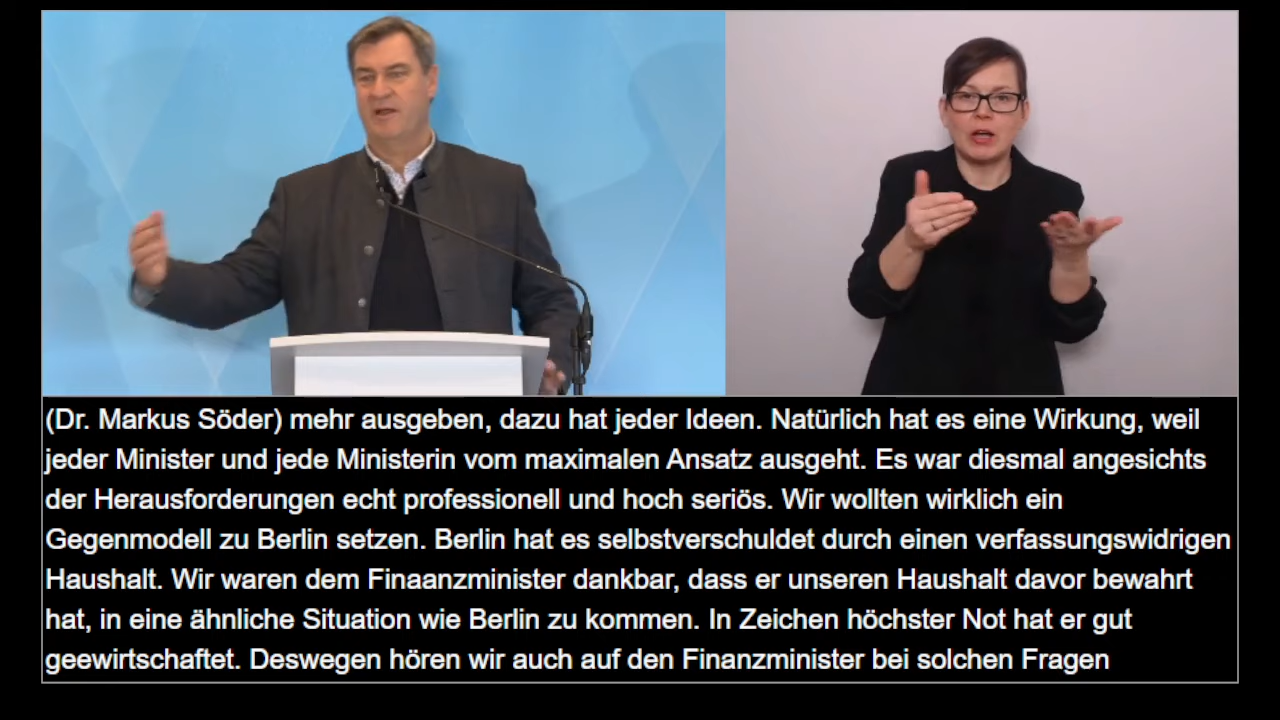 (Dr. Markus Söder) mehr ausgeben, dazu hat jeder Ideen. Natürlich hat es eine Wirkung, weil
jeder Minister und jede Ministerin vom maximalen Ansatz ausgeht. Es war diesmal angesichts
der Herausforderungen echt professionell und hoch seriös. Wir wollten wirklich ein
Gegenmodell zu Berlin setzen. Berlin hat es selbstverschuldet durch einen verfassungswidrigen
Haushalt. Wir waren dem Finaanzminister dankbar, dass er unseren Haushalt davor bewahrt
hat, in eine ähnliche Situation wie Berlin zu kommen. In Zeichen höchster Not hat er gut
geewirtschaftet. Deswegen hören wir auch auf den Finanzminister bei solchen Fragen